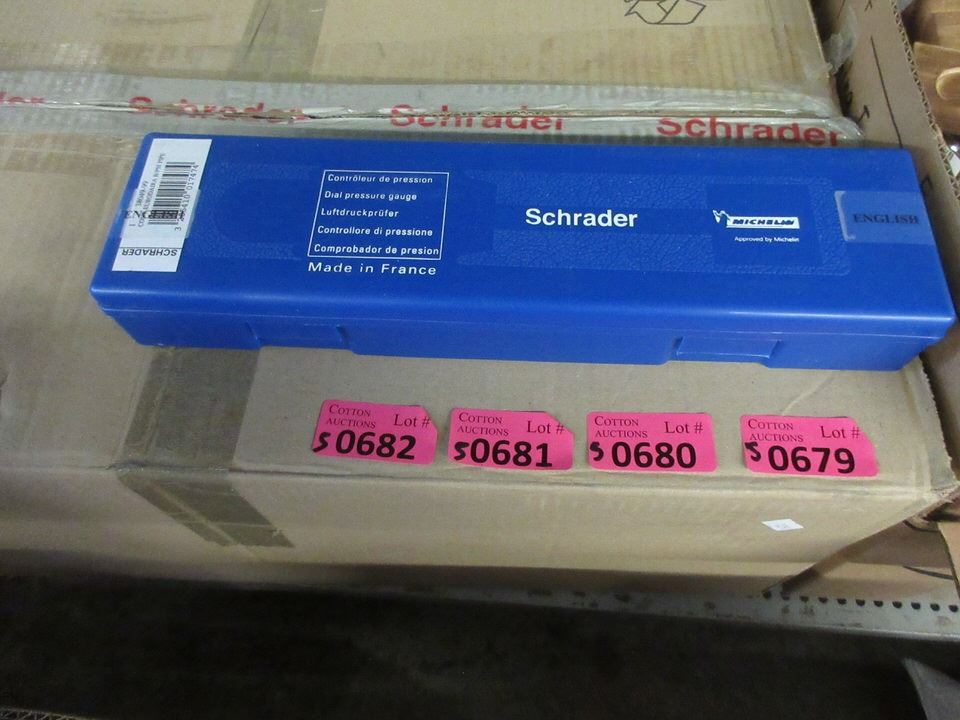 Schrader
Schrader
Schrader
ENGLISH
SCHRADER
Contrôleur de pression
Dial pressure gauge
Luftdruckprüfer
Controllore di pressione
Comprobador de presion
Made in France
Schrader
MICHELIN
Approved by Michelin
ENGLISH
COTTON AUCTIONS Lot #
S 0682
COTTON AUCTIONS Lot #
S 0681
COTTON AUCTIONS Lot #
S 0680
COTTON AUCTIONS Lot #
S 0679